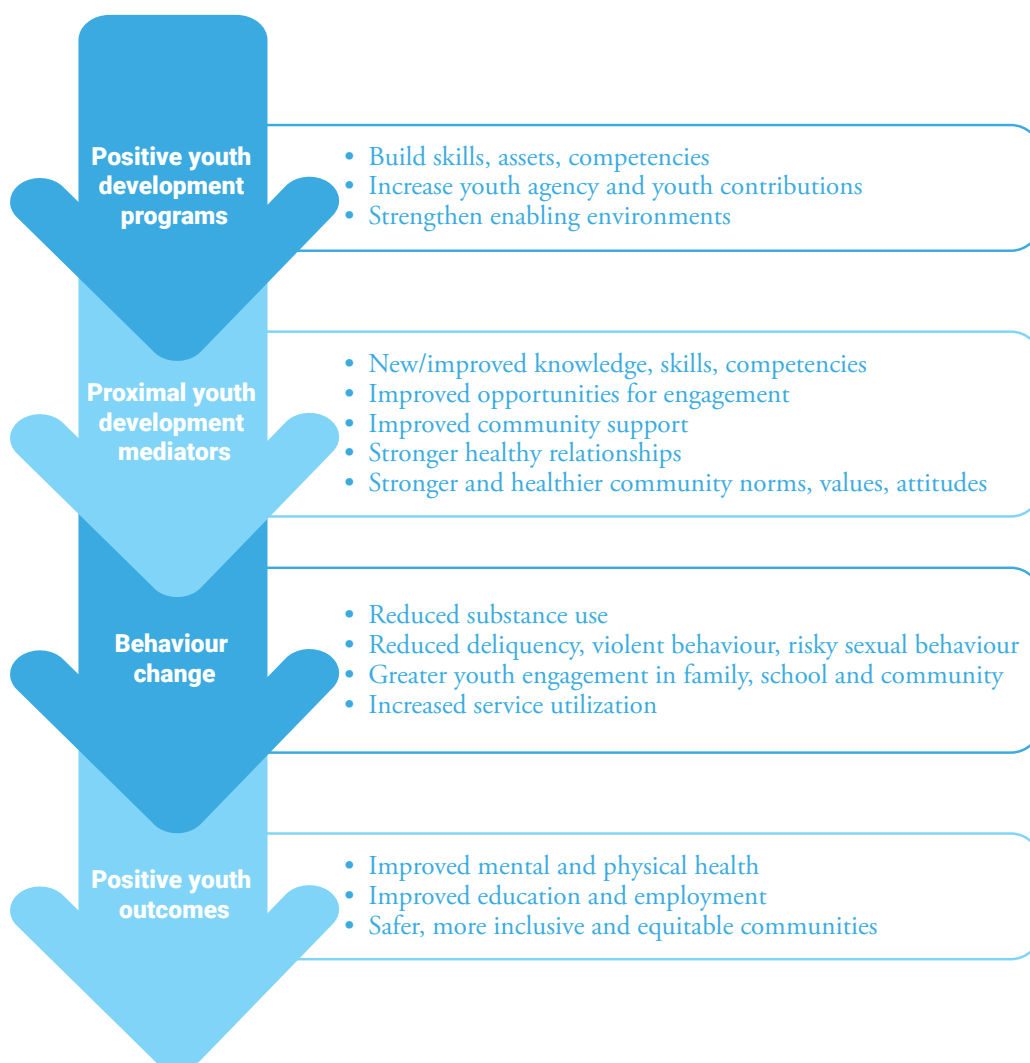 Positive youth
development
programs
• Build skills, assets, competencies
• Increase youth agency and youth contributions
• Strengthen enabling environments
Proximal youth
development
mediators
• New/improved knowledge, skills, competencies
• Improved opportunities for engagement
• Improved community support
• Stronger healthy relationships
• Stronger and healthier community norms, values, attitudes
Behaviour
change
• Reduced substance use
• Reduced deliquency, violent behaviour, risky sexual behaviour
• Greater youth engagement in family, school and community
• Increased service utilization
Positive youth
outcomes
• Improved mental and physical health
• Improved education and employment
• Safer, more inclusive and equitable communities